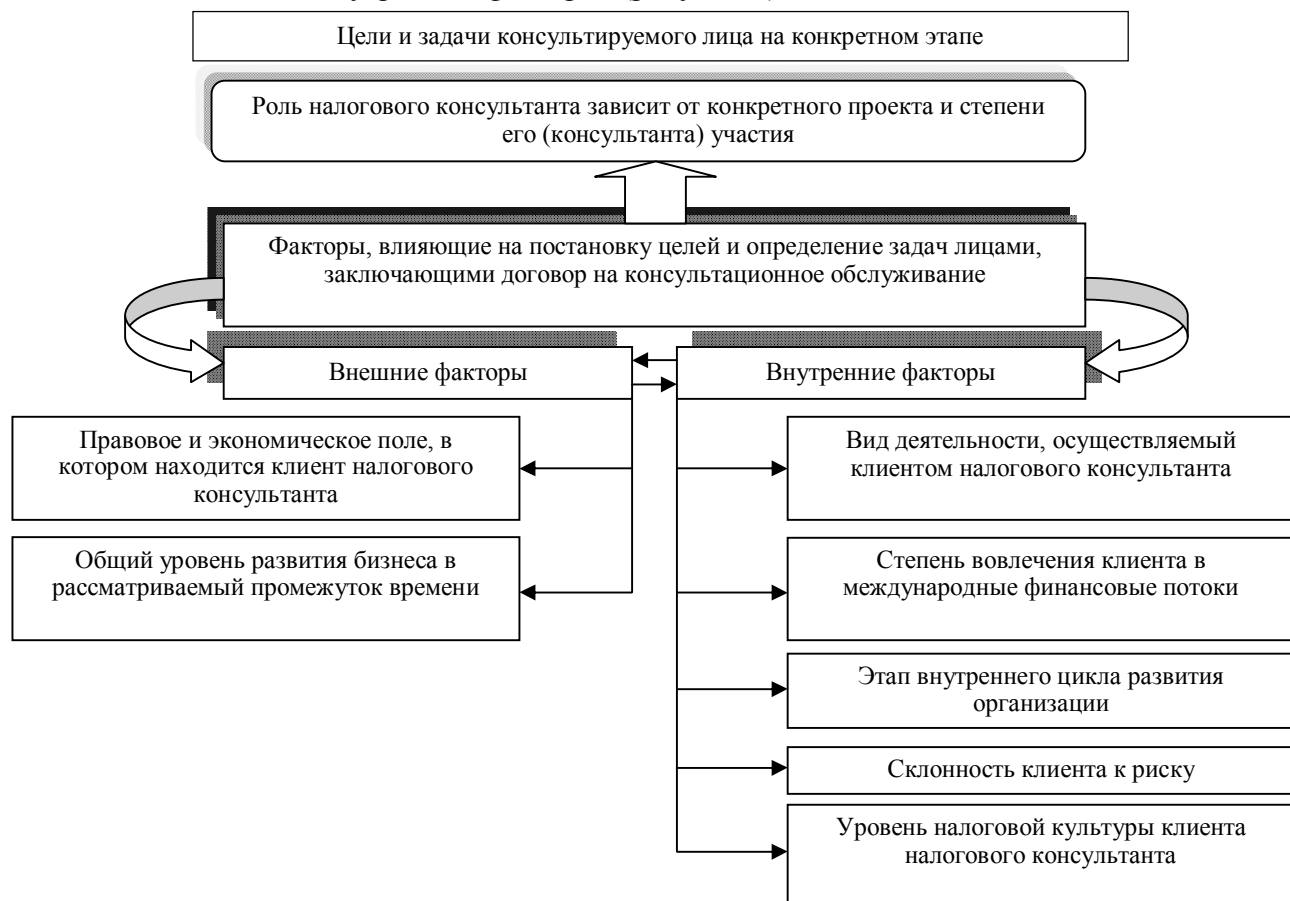 Цели и задачи консультируемого лица на конкретном этапе
Роль налогового консультанта зависит от конкретного проекта и степени
его (консультанта) участия
Факторы, влияющие на постановку целей и определение задач лицами,
заключающими договор на консультационное обслуживание
Внешние факторы
Внутренние факторы
Правовое и экономическое поле, в
котором находится клиент налогового
консультанта
Общий уровень развития бизнеса в
рассматриваемый промежуток времени
Вид деятельности, осуществляемый
клиентом налогового консультанта
Степень вовлечения клиента в
международные финансовые потоки
Этап внутреннего цикла развития
организации
Склонность клиента к риску
Уровень налоговой культуры клиента
налогового консультанта